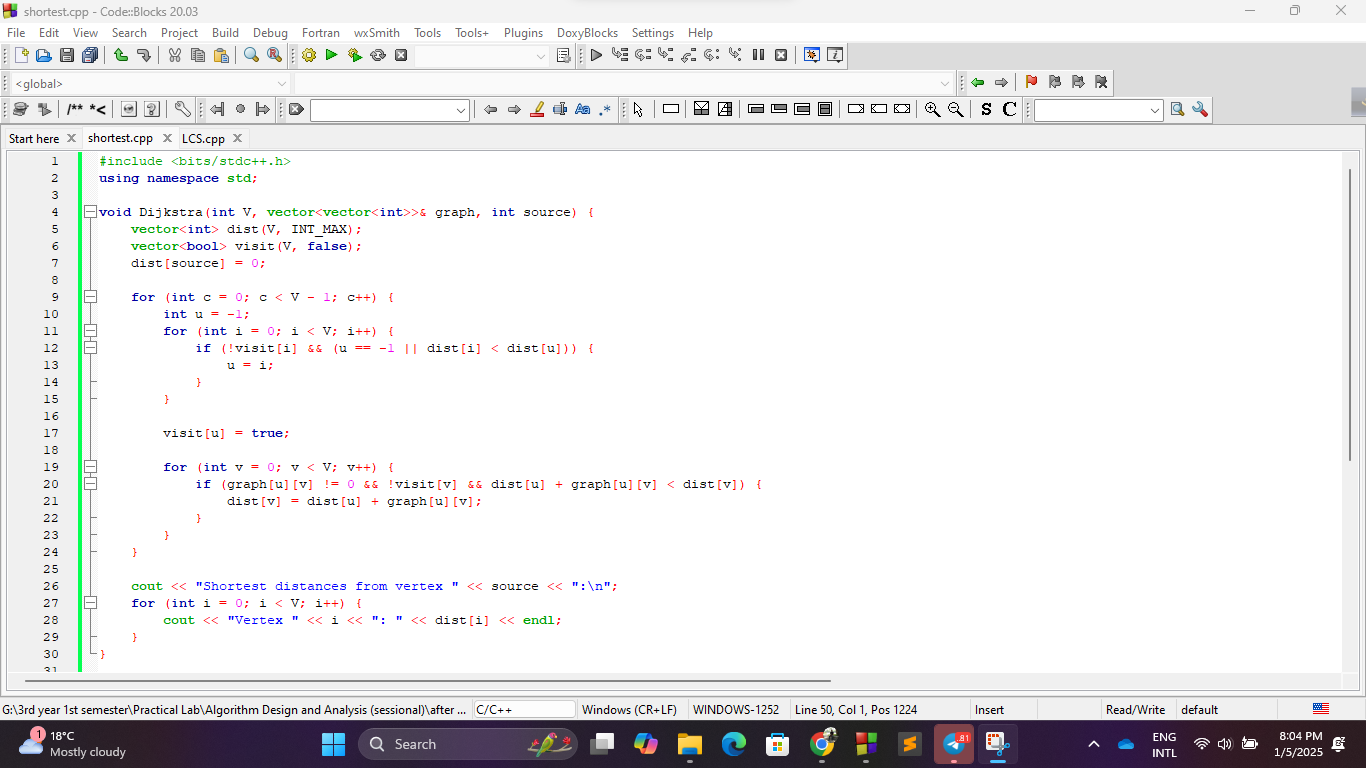 shortest.cpp - Code::Blocks 20.03
File Edit View Search Project Build Debug Fortran wxSmith Tools Tools+ Plugins DoxyBlocks Settings Help
<global>
/** *< Aa .* S C
Start here shortest.cpp LCS.cpp
1 #include <bits/stdc++.h>
2 using namespace std;
3
4 void Dijkstra(int V, vector<vector<int>>& graph, int source) {
5 vector<int> dist(V, INT_MAX);
6 vector<bool> visit(V, false);
7 dist[source] = 0;
8
9 for (int c = 0; c < V - 1; c++) {
10 int u = -1;
11 for (int i = 0; i < V; i++) {
12 if (!visit[i] && (u == -1 || dist[i] < dist[u])) {
13 u = i;
14 }
15 }
16
17 visit[u] = true;
18
19 for (int v = 0; v < V; v++) {
20 if (graph[u][v] != 0 && !visit[v] && dist[u] + graph[u][v] < dist[v]) {
21 dist[v] = dist[u] + graph[u][v];
22 }
23 }
24 }
25
26 cout << "Shortest distances from vertex " << source << ":\n";
27 for (int i = 0; i < V; i++) {
28 cout << "Vertex " << i << ": " << dist[i] << endl;
29 }
30 }
31
G:\3rd year 1st semester\Practical Lab\Algorithm Design and Analysis (sessional)\after ... C/C++ Windows (CR+LF) WINDOWS-1252 Line 50, Col 1, Pos 1224 Insert Read/Write default
1 18°C
Mostly cloudy
Search
81
ENG
INTL
8:04 PM
1/5/2025